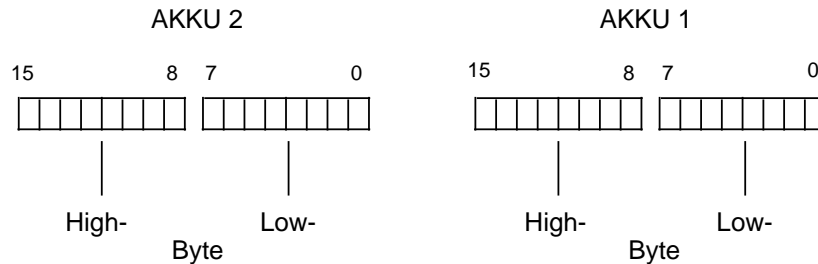 AKKU 2 AKKU 1
15 8 7 0 15 8 7 0
High- Low- High- Low-
Byte Byte